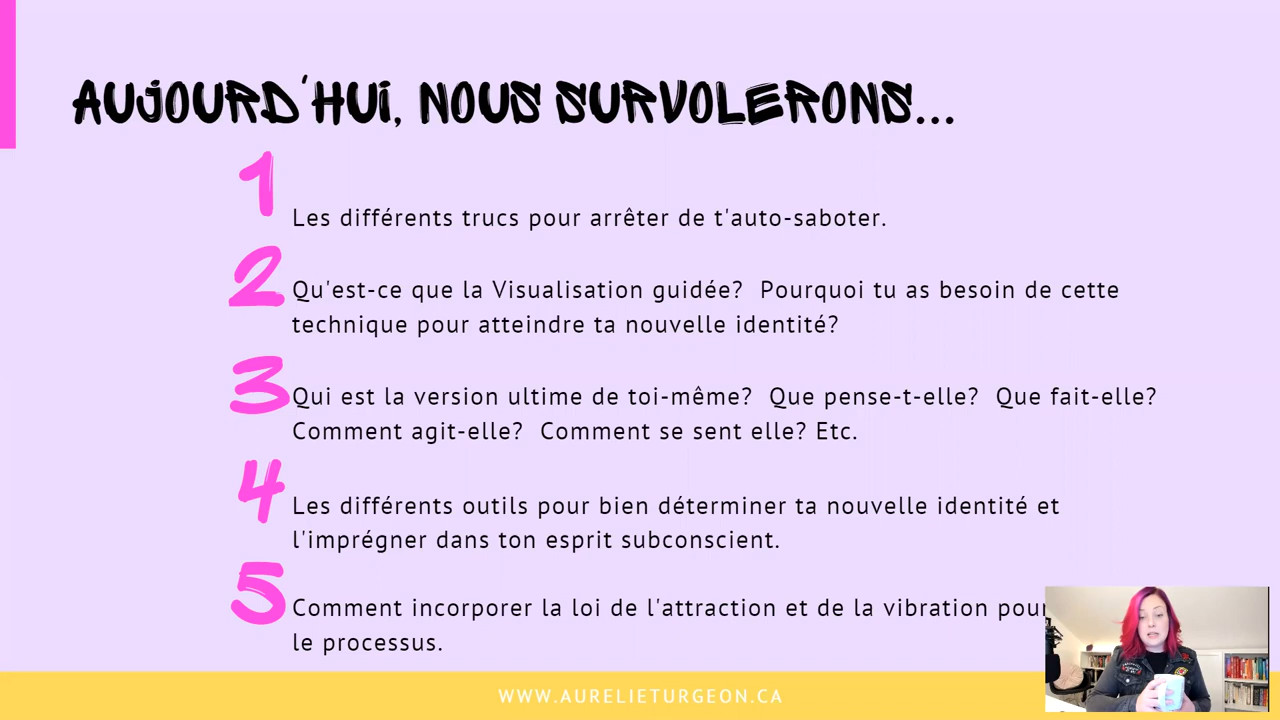 AUJOURD'HUI, NOUS SURVOLERONS...
1
Les différents trucs pour arrêter de t'auto-saboter.
2
Qu'est-ce que la Visualisation guidée? Pourquoi tu as besoin de cette
technique pour atteindre ta nouvelle identité?
3
Qui est la version ultime de toi-même? Que pense-t-elle? Que fait-elle?
Comment agit-elle? Comment se sent elle? Etc.
4
Les différents outils pour bien déterminer ta nouvelle identité et
l'imprégner dans ton esprit subconscient.
5
Comment incorporer la loi de l'attraction et de la vibration pour
le processus.
WWW.AURELIETURGEON.CA